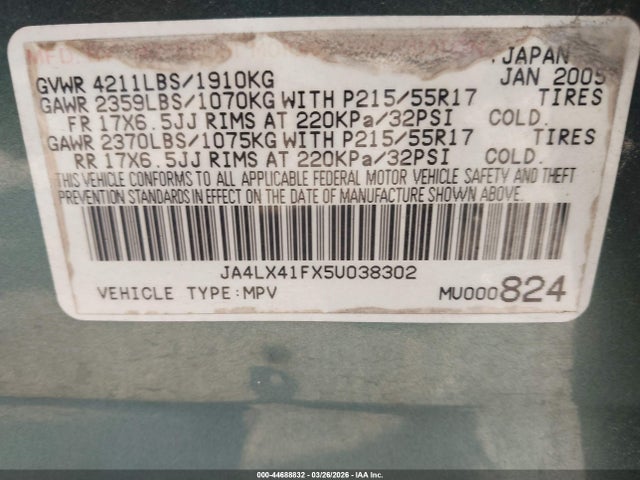 MFD. JAPAN
GVWR 4211LBS/1910KG JAN 2005
GAWR 2359LBS/1070KG WITH P215/55R17 TIRES
FR 17X6.5JJ RIMS AT 220KPa/32PSI COLD.
GAWR 2370LBS/1075KG WITH P215/55R17 TIRES
RR 17X6.5JJ RIMS AT 220KPa/32PSI COLD.
THIS VEHICLE CONFORMS TO ALL APPLICABLE FEDERAL MOTOR VEHICLE SAFETY AND THEFT
PREVENTION STANDARDS IN EFFECT ON THE DATE OF MANUFACTURE SHOWN ABOVE.
JA4LX41FX5U038302
VEHICLE TYPE:MPV MU000824
000-44688832 - 03/26/2026 - IAA Inc.